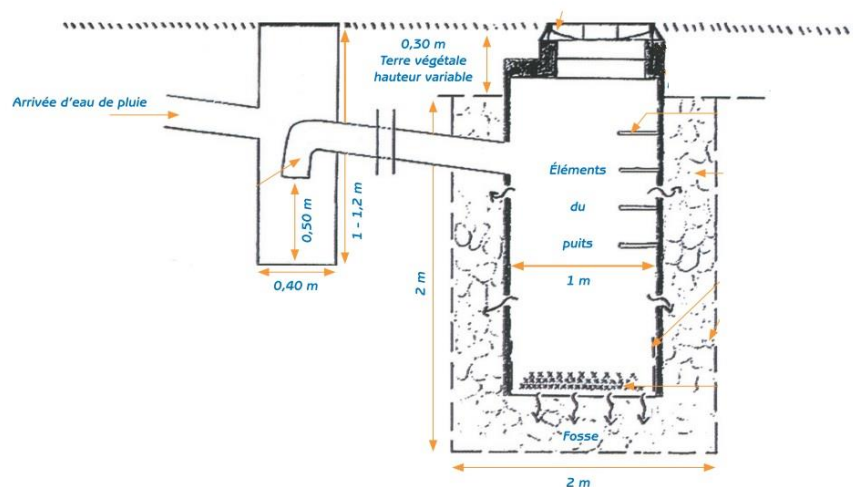 0,30 m
Terre végétale
hauteur variable
Arrivée d'eau de pluie
Éléments
du
puits
0,50 m
1 - 1,2 m
2 m
1 m
0,40 m
Fosse
2 m